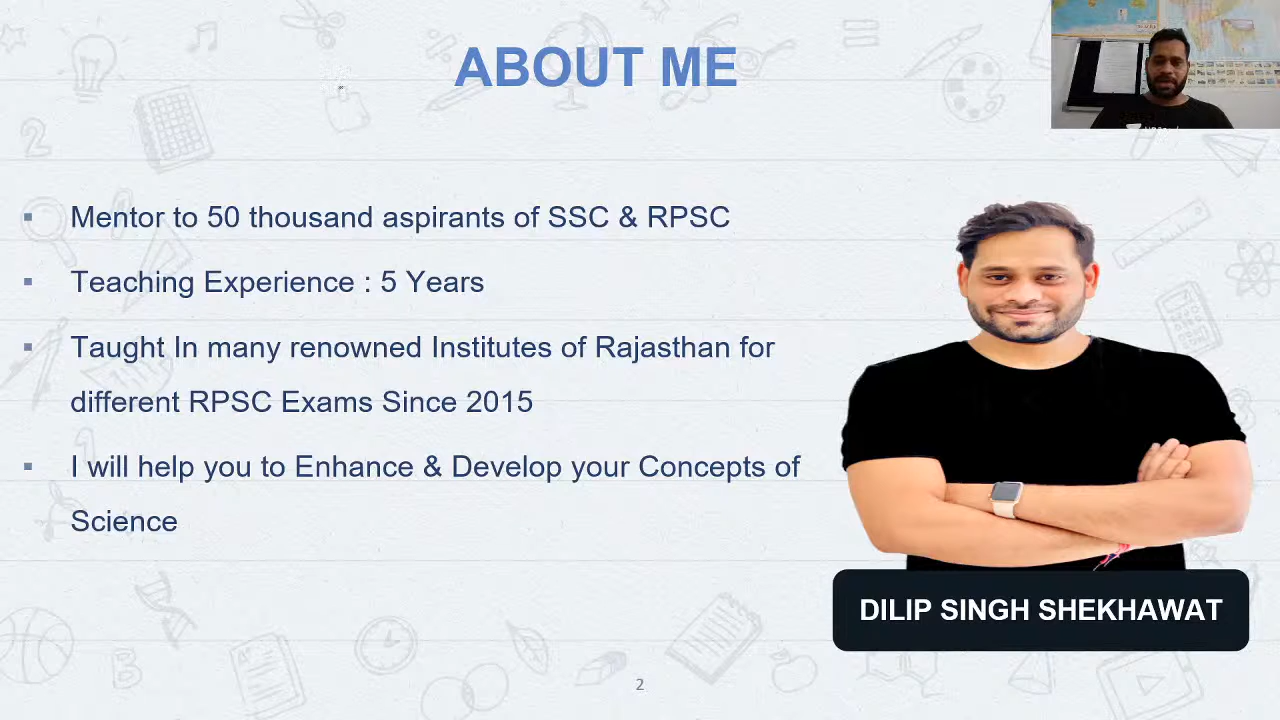 ABOUT ME
▪ Mentor to 50 thousand aspirants of SSC & RPSC
▪ Teaching Experience : 5 Years
▪ Taught In many renowned Institutes of Rajasthan for
different RPSC Exams Since 2015
▪ I will help you to Enhance & Develop your Concepts of
Science
DILIP SINGH SHEKHAWAT
2